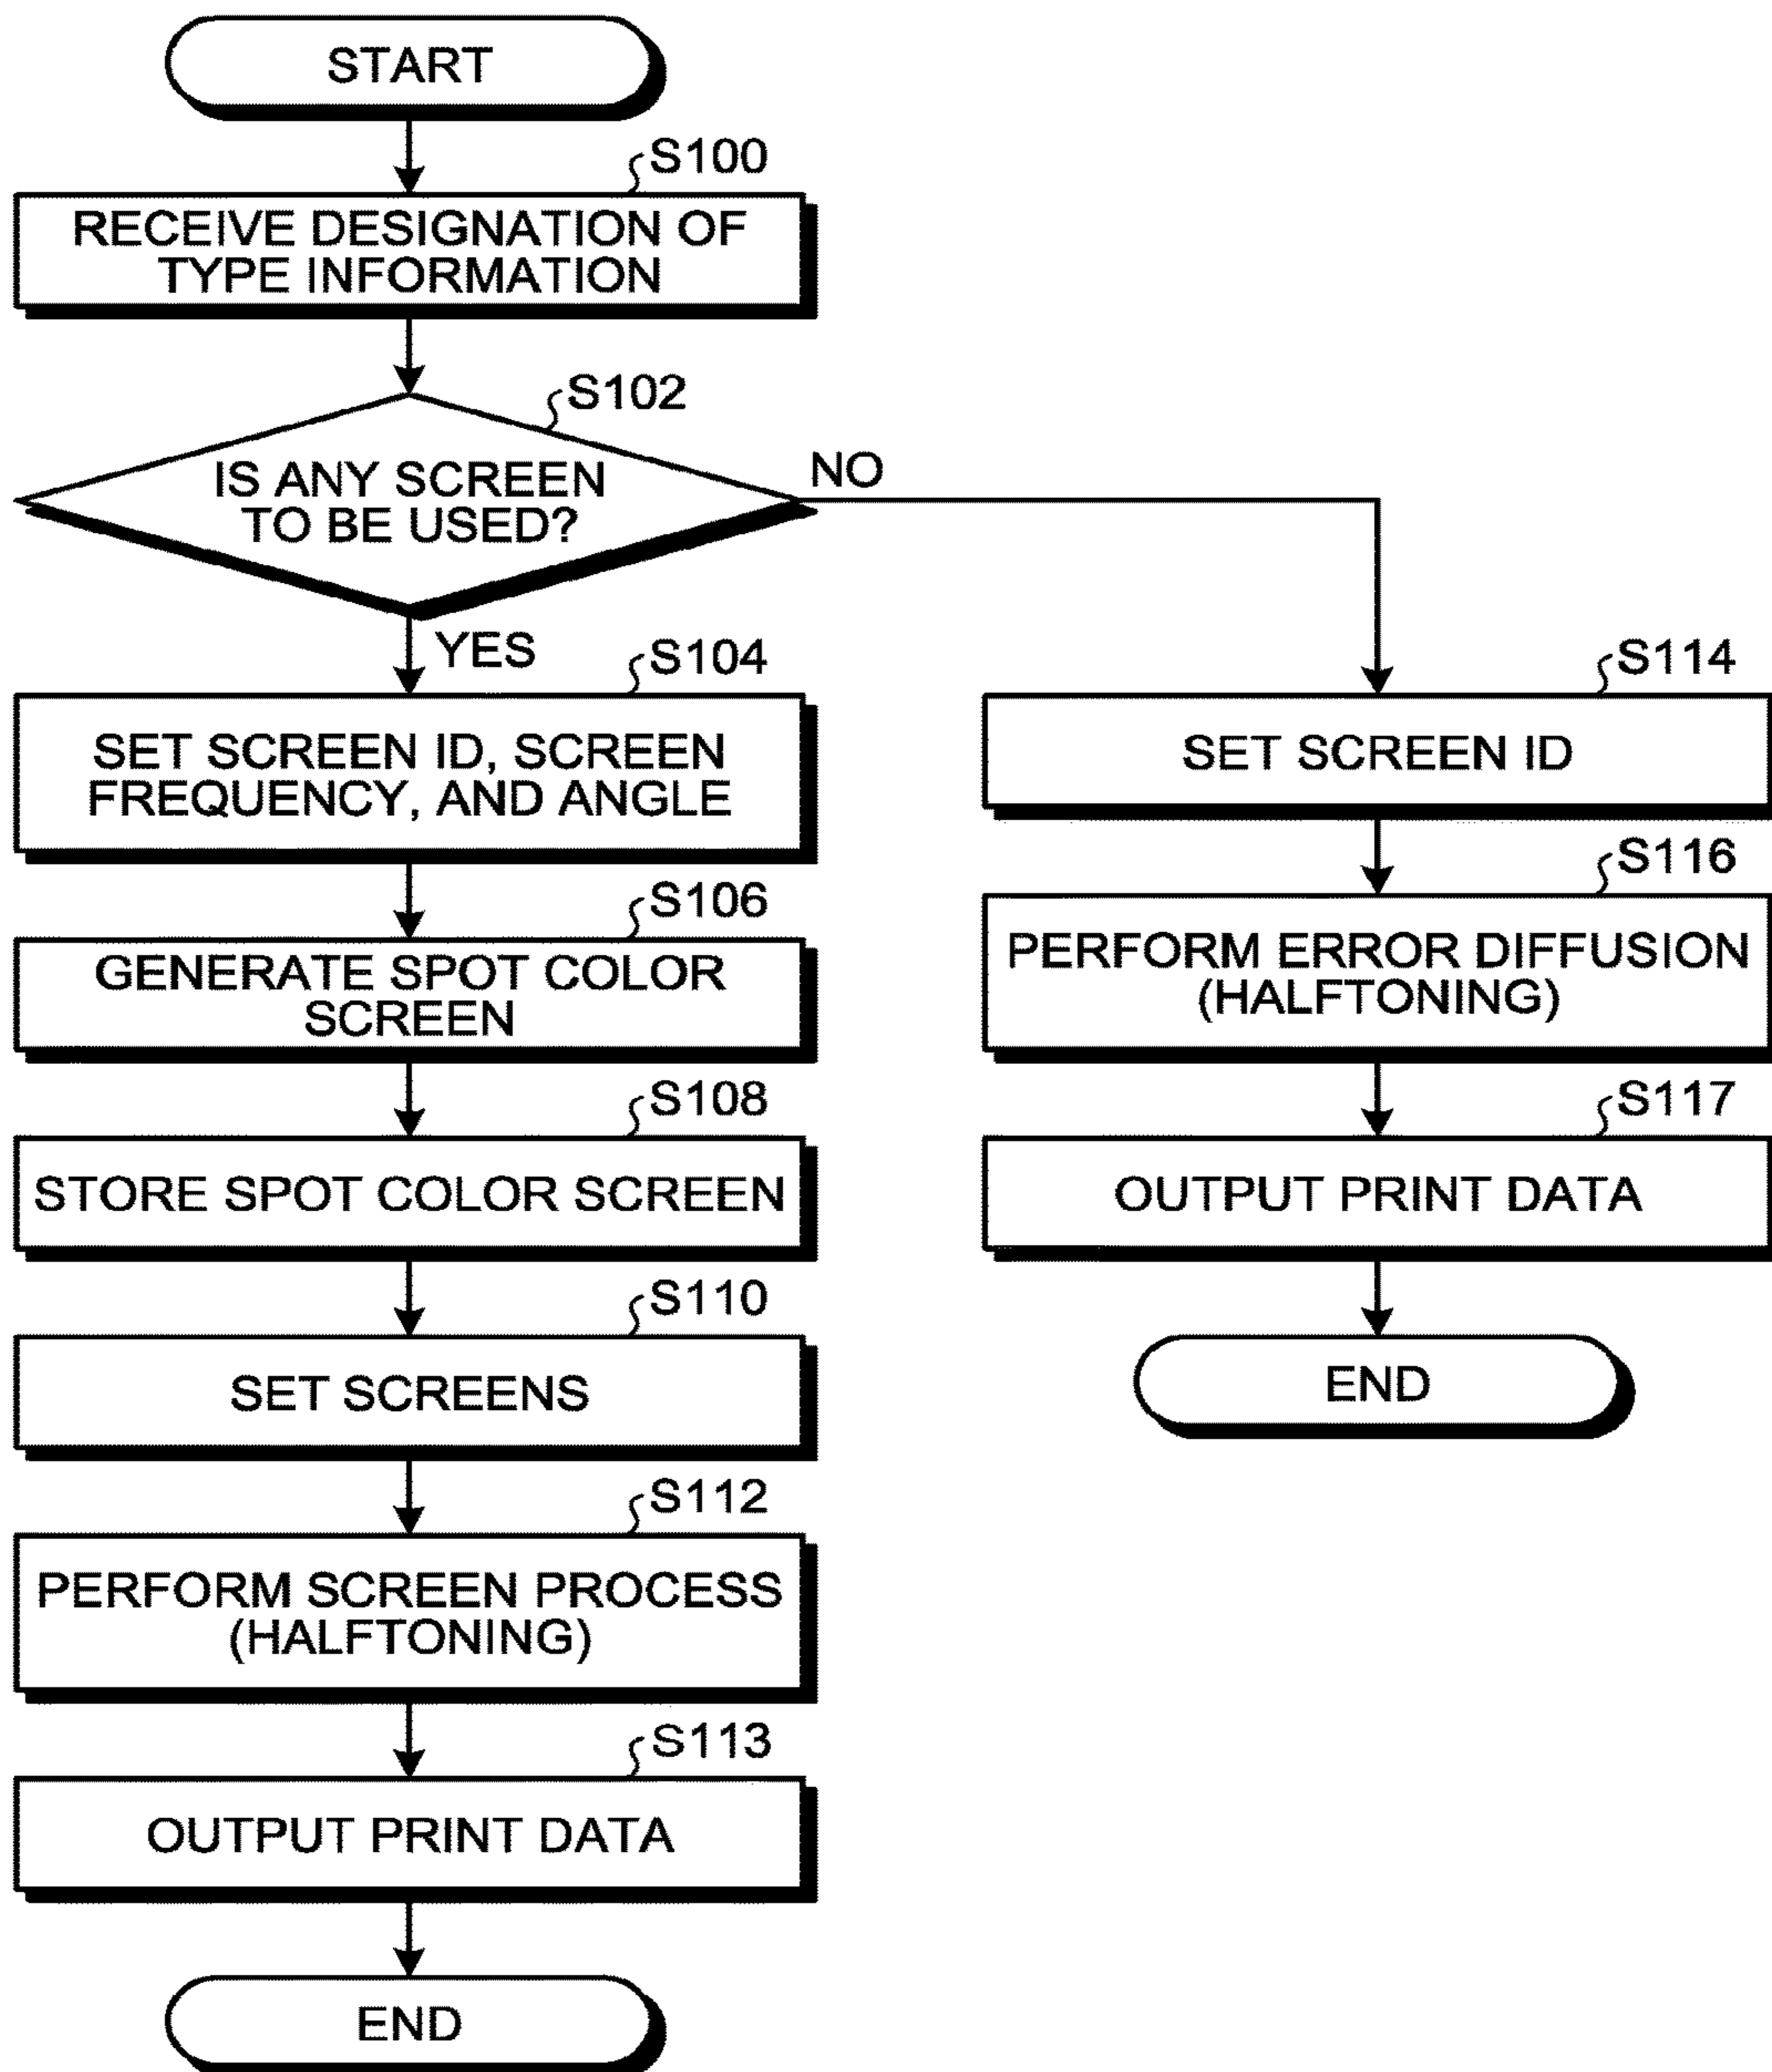 START
S100
RECEIVE DESIGNATION OF
TYPE INFORMATION
S102
IS ANY SCREEN
TO BE USED?
NO
YES
S104
SET SCREEN ID, SCREEN
FREQUENCY, AND ANGLE
S106
GENERATE SPOT COLOR
SCREEN
S108
STORE SPOT COLOR SCREEN
S110
SET SCREENS
S112
PERFORM SCREEN PROCESS
(HALFTONING)
S113
OUTPUT PRINT DATA
END
S114
SET SCREEN ID
S116
PERFORM ERROR DIFFUSION
(HALFTONING)
S117
OUTPUT PRINT DATA
END